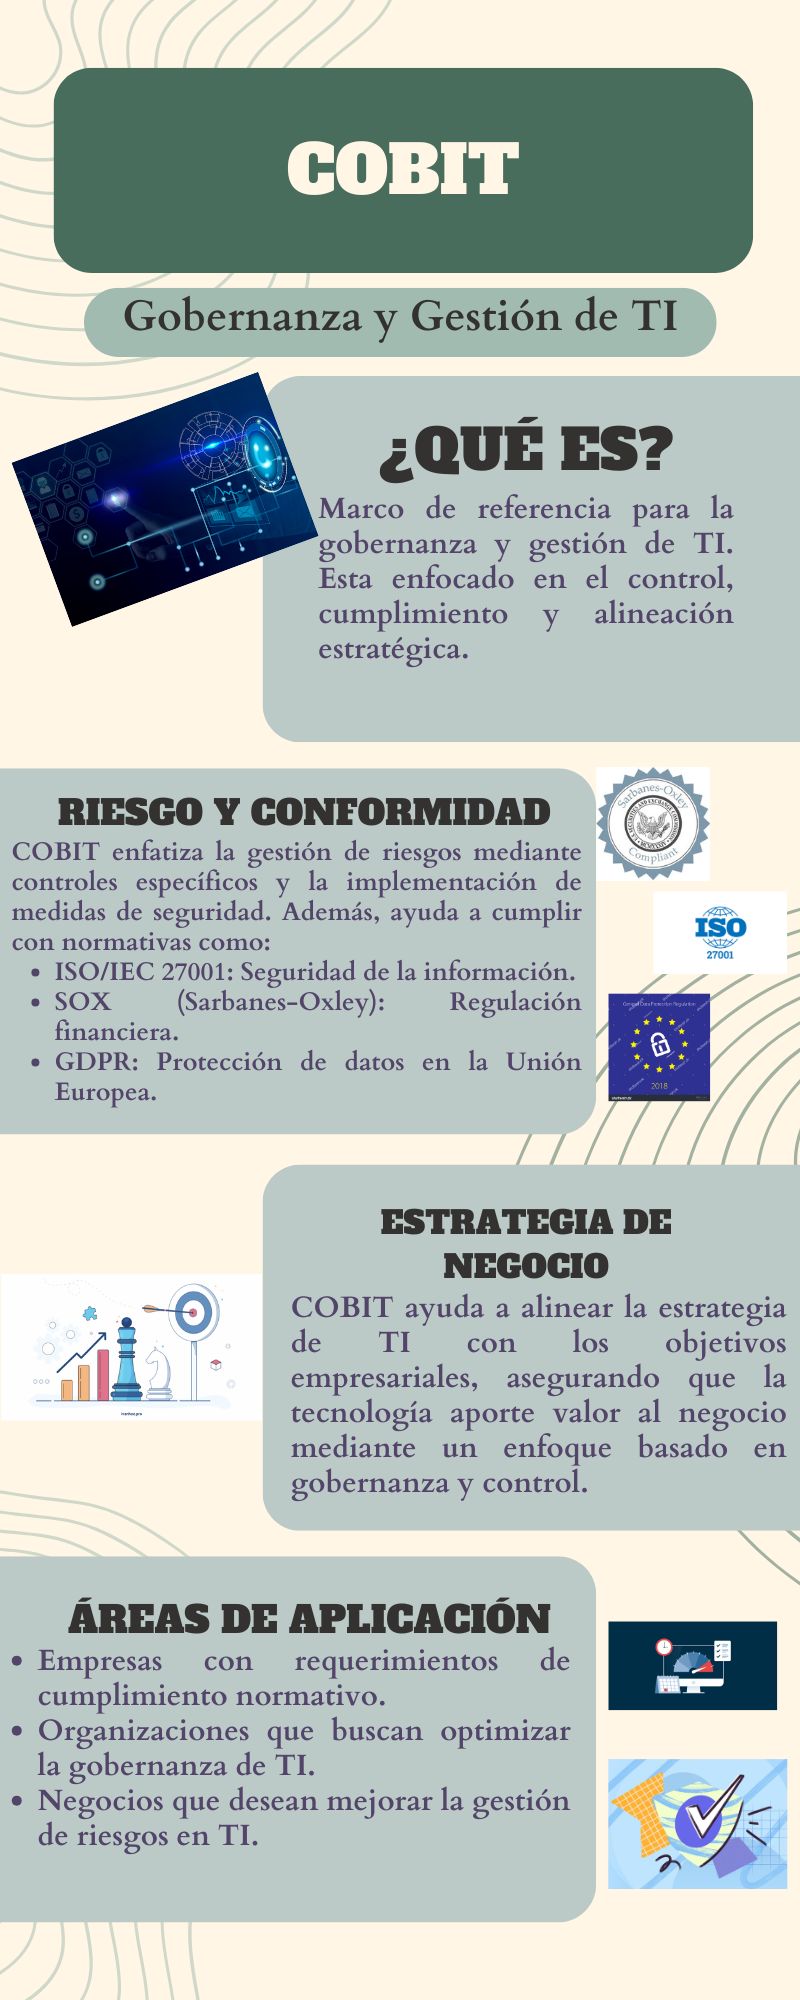 COBIT
Gobernanza y Gestión de TI
¿QUÉ ES?
Marco de referencia para la
gobernanza y gestión de TI.
Esta enfocado en el control,
cumplimiento y alineación
estratégica.
RIESGO Y CONFORMIDAD
COBIT enfatiza la gestión de riesgos mediante
controles específicos y la implementación de
medidas de seguridad. Además, ayuda a cumplir
con normativas como:
• ISO/IEC 27001: Seguridad de la información.
• SOX (Sarbanes-Oxley): Regulación
financiera.
• GDPR: Protección de datos en la Unión
Europea.
Sarbanes-Oxley
Compliant
ISO
27001
General Data Protection Regulation
2018
ESTRATEGIA DE
NEGOCIO
COBIT ayuda a alinear la estrategia
de TI con los objetivos
empresariales, asegurando que la
tecnología aporte valor al negocio
mediante un enfoque basado en
gobernanza y control.
ÁREAS DE APLICACIÓN
• Empresas con requerimientos de
cumplimiento normativo.
• Organizaciones que buscan optimizar
la gobernanza de TI.
• Negocios que desean mejorar la gestión
de riesgos en TI.